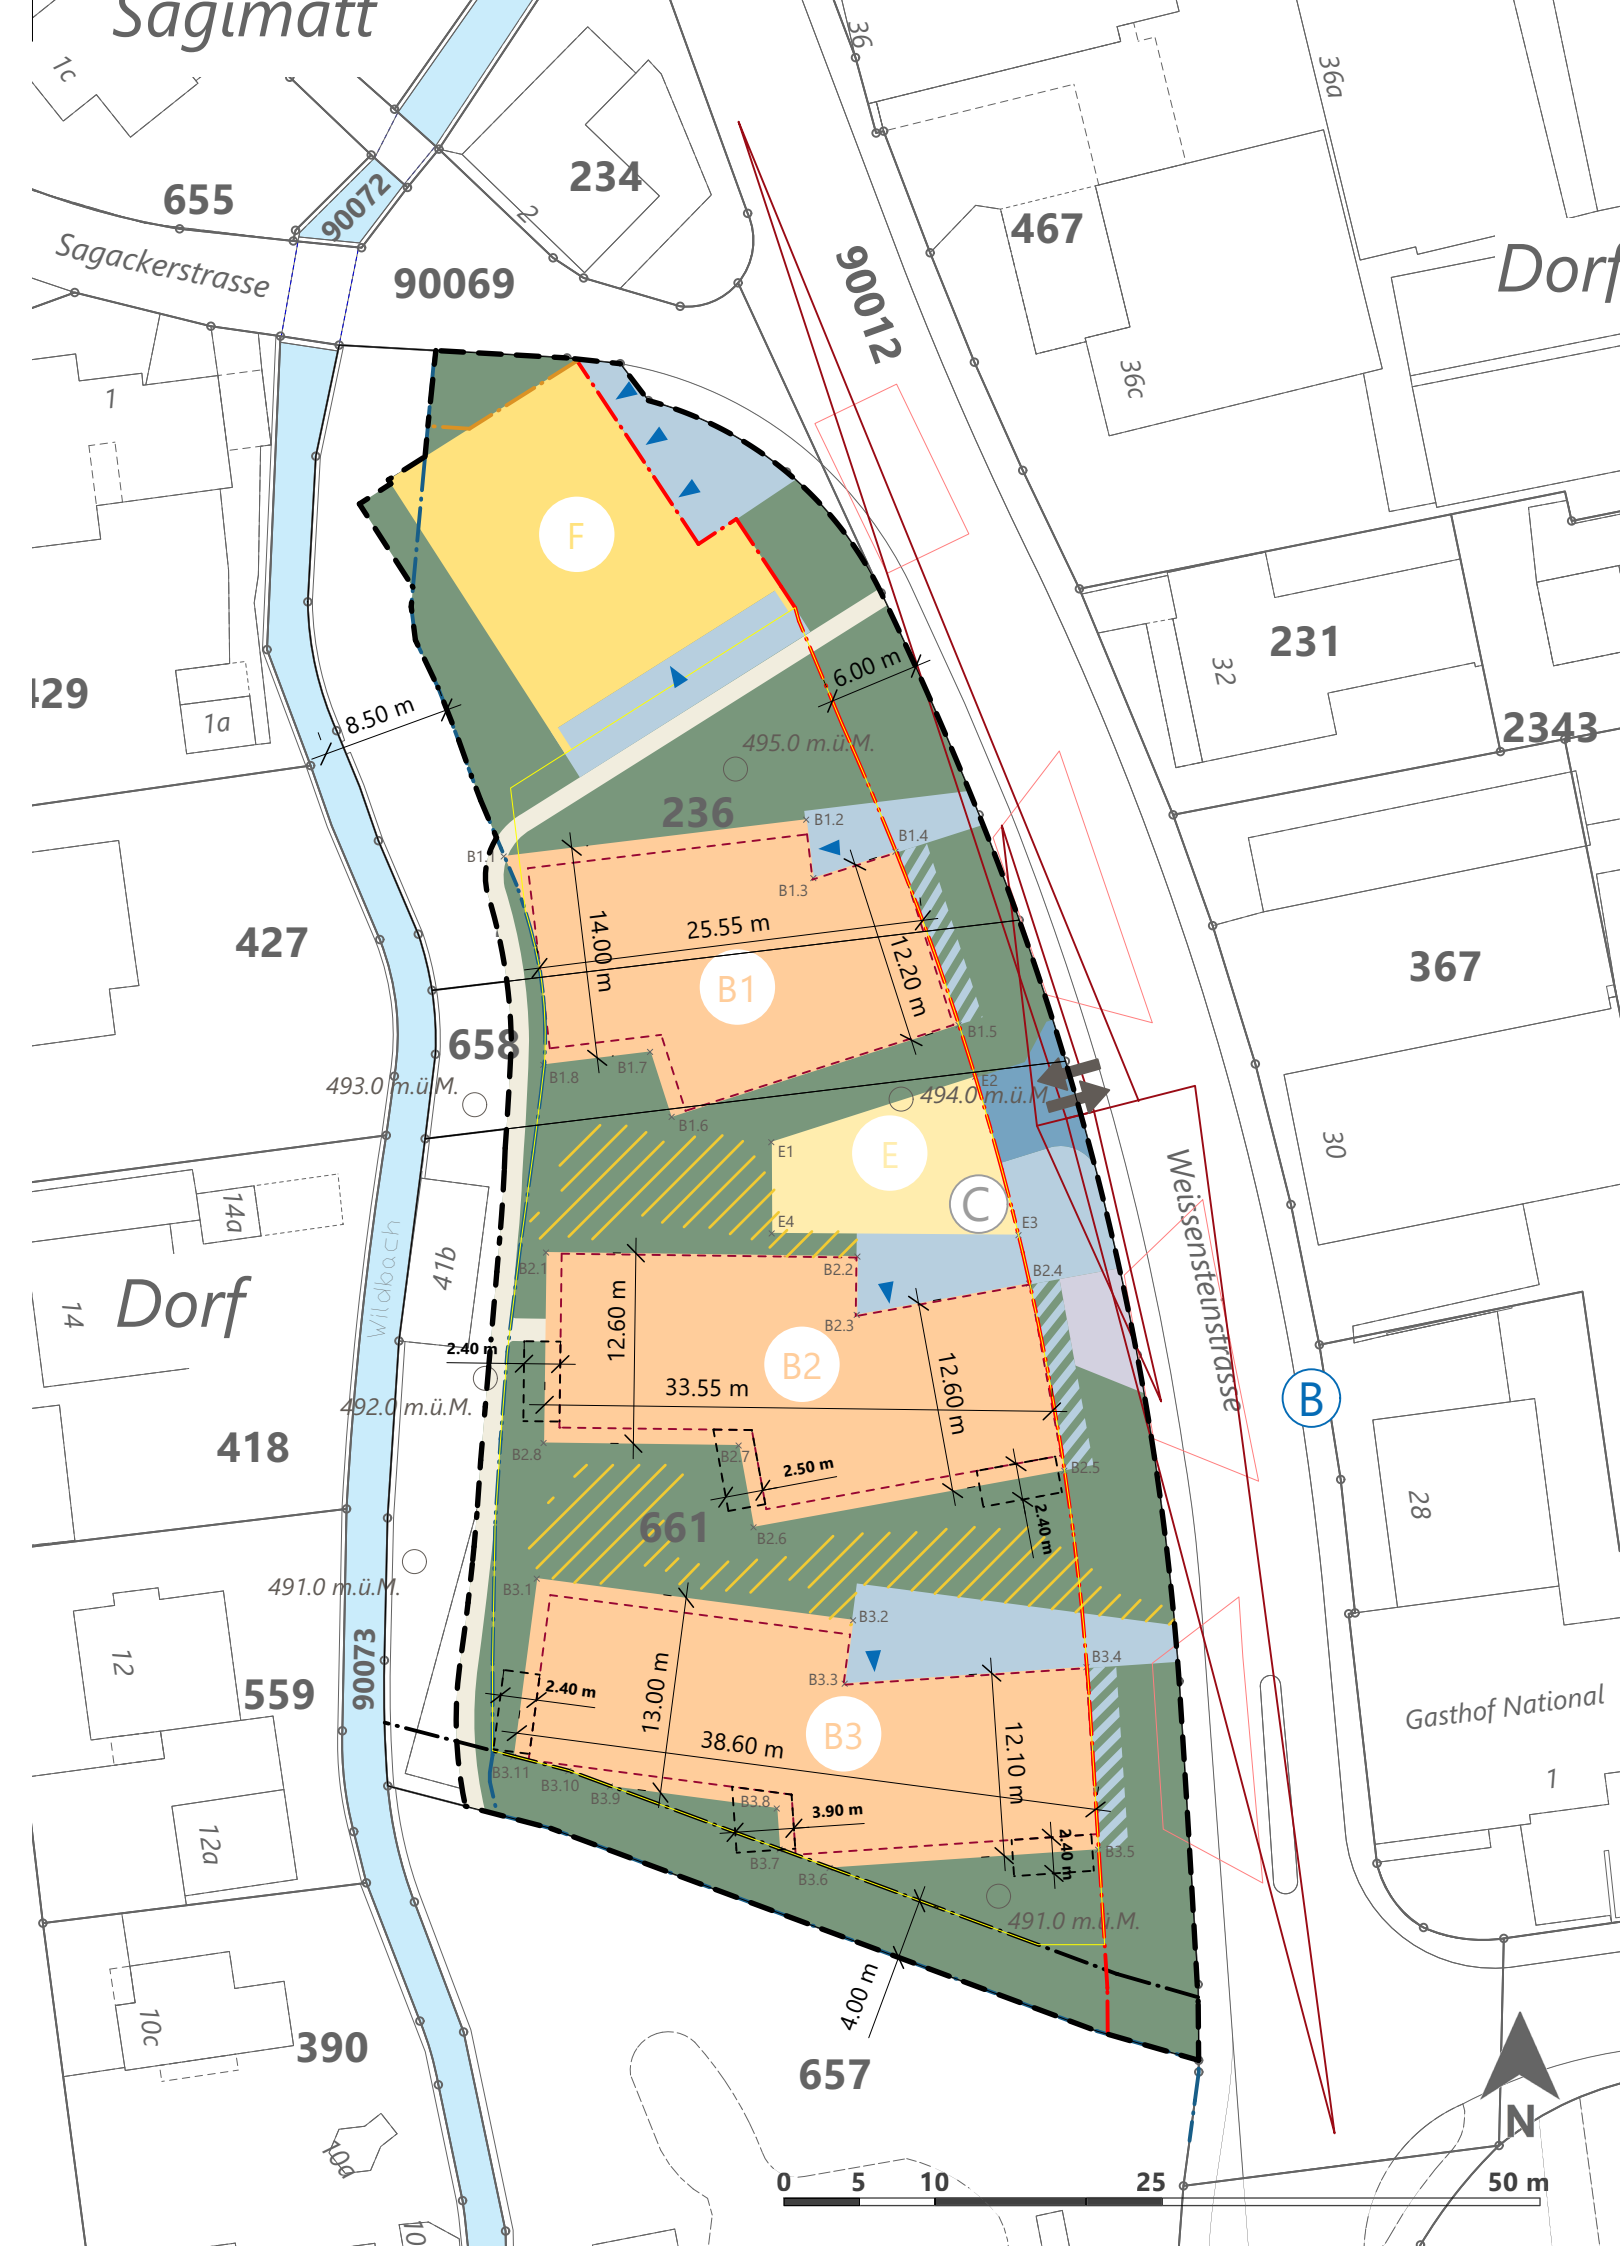 Sagimatt
36
1c
36a
655
90072
234
2
467
Sagackerstrasse
90069
90012
Dorf
1
36c
F
429
1a
8.50 m
6.00 m
231
32
2343
495.0 m.ü.M.
236
B1.2
B1.4
B1.1
B1.3
427
14.00 m
25.55 m
12.20 m
367
B1
658
B1.5
B1.7
B1.8
493.0 m.ü.M.
E2
494.0 m.ü.M
B1.6
E1
30
E
14a
C
E4
E3
Weissensteinstrasse
Wildbach
41b
B2.1
B2.2
B2.4
Dorf
14
12.60 m
B2.3
2.40 m
B2
12.60 m
33.55 m
B
492.0 m.ü.M.
418
B2.8
B2.7
2.50 m
B2.5
28
661
2.40 m
B2.6
491.0 m.ü.M.
B3.1
B3.2
12
90073
559
B3.4
B3.3
2.40 m
13.00 m
B3
38.60 m
12.10 m
Gasthof National
B3.11
B3.10
B3.9
B3.8
3.90 m
1
12a
2.40 m
B3.7
B3.5
B3.6
491.0 m.ü.M.
4.00 m
10c
390
657
N
10a
0 5 10 25 50 m
10